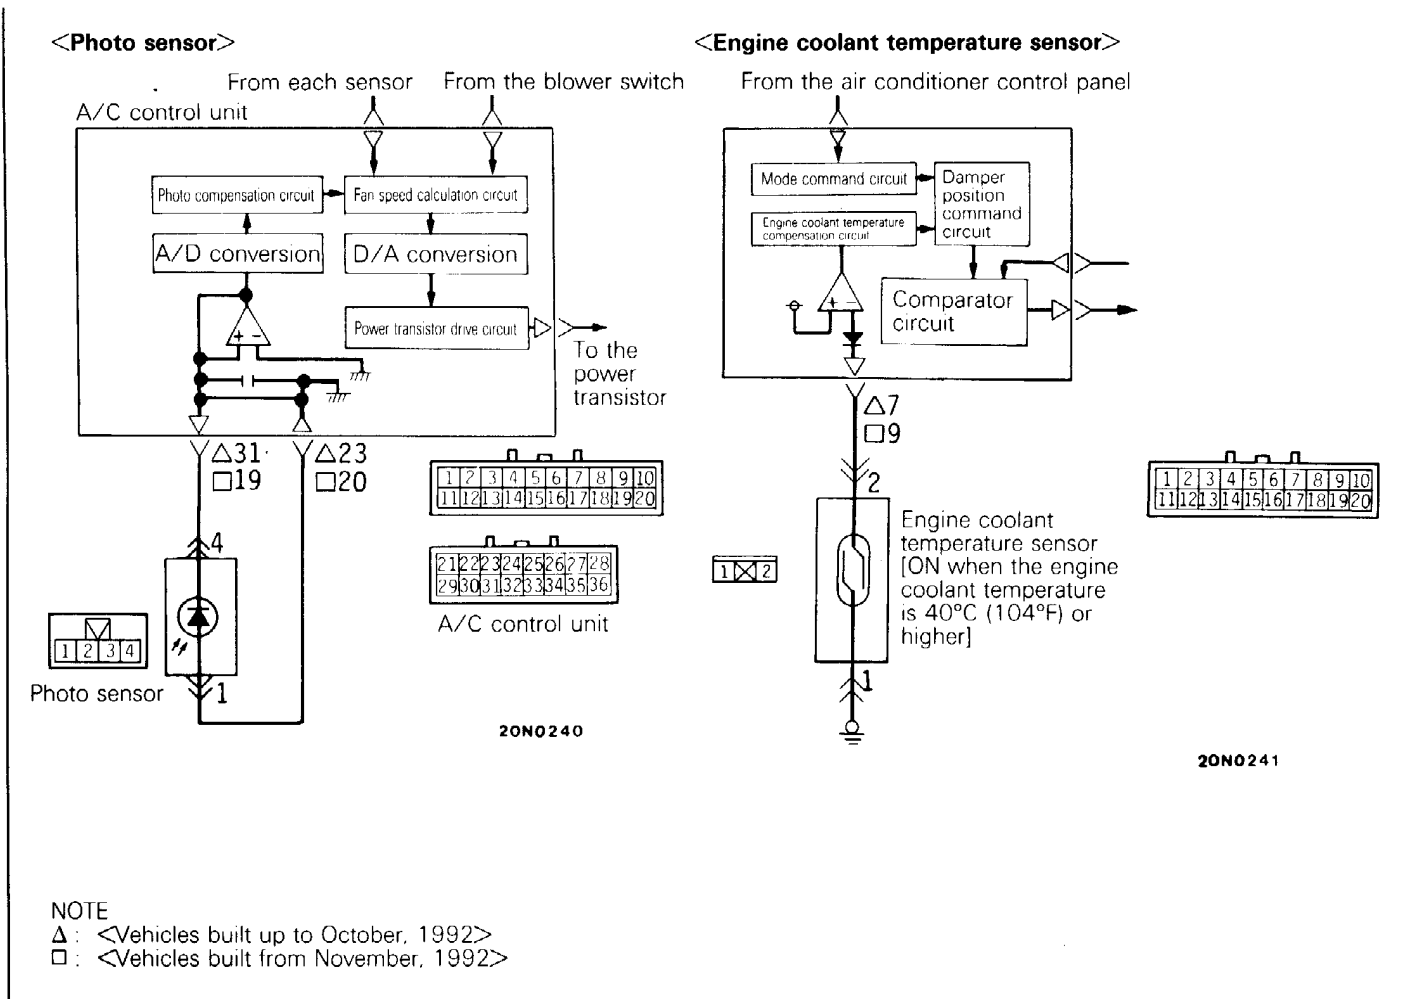 <Photo sensor>
From each sensor
From the blower switch
A/C control unit
Photo compensation circuit
Fan speed calculation circuit
A/D conversion
D/A conversion
Power transistor drive circuit
+ −
To the
power
transistor
△31
□19
△23
□20
4
1
1 2 3 4 5 6 7 8 9 10
11 12 13 14 15 16 17 18 19 20
21 22 23 24 25 26 27 28
29 30 31 32 33 34 35 36
A/C control unit
1 2 3 4
Photo sensor
20N0240
<Engine coolant temperature sensor>
From the air conditioner control panel
Mode command circuit
Engine coolant temperature
compensation circuit
Damper
position
command
circuit
Comparator
circuit
+ −
△7
□9
2
1
Engine coolant
temperature sensor
[ON when the engine
coolant temperature
is 40°C (104°F) or
higher]
1 2
1 2 3 4 5 6 7 8 9 10
11 12 13 14 15 16 17 18 19 20
20N0241
NOTE
△ : <Vehicles built up to October, 1992>
□ : <Vehicles built from November, 1992>